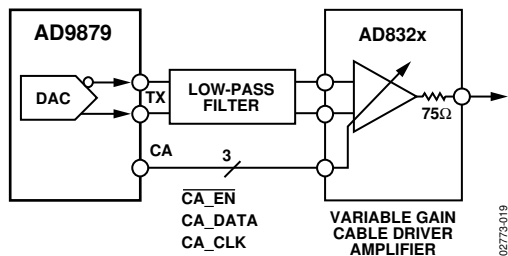 AD9879
AD832x
DAC
TX
LOW-PASS
FILTER
75Ω
CA
3
CA_EN
CA_DATA
CA_CLK
VARIABLE GAIN
CABLE DRIVER
AMPLIFIER
02773-019